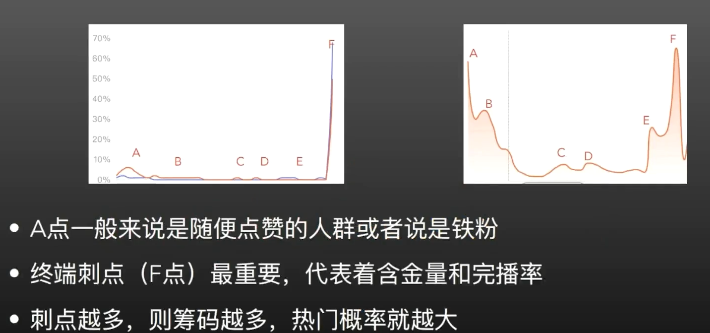 70%
60%
50%
40%
30%
20%
10%
0%
A
B
C
D
E
F
A
B
C
D
E
F
A点一般来说是随便点赞的人群或者说是铁粉
终端刺点（F点）最重要，代表着含金量和完播率
刺点越多，则筹码越多，热门概率就越大